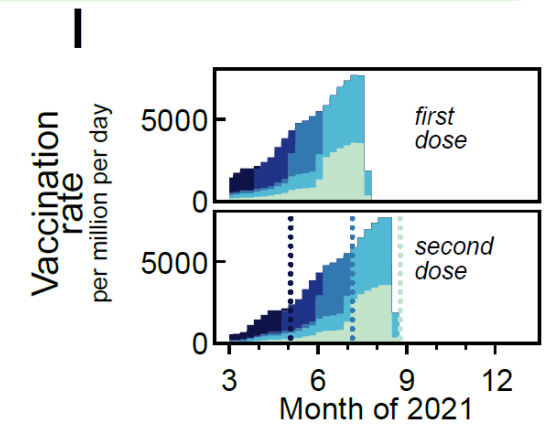 I
Vaccination
rate
per million per day
5000
0
first
dose
5000
0
second
dose
3 6 9 12
Month of 2021